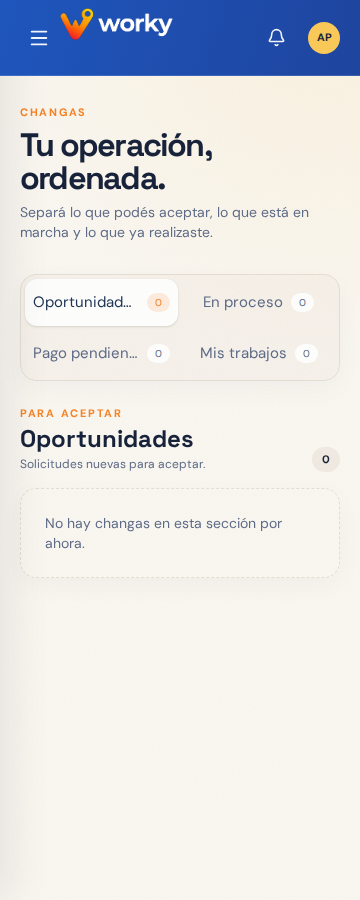 worky
AP
CHANGAS
Tu operación,
ordenada.
Separá lo que podés aceptar, lo que está en
marcha y lo que ya realizaste.
Oportunidad... 0
En proceso 0
Pago pendien... 0
Mis trabajos 0
PARA ACEPTAR
Oportunidades
Solicitudes nuevas para aceptar.
0
No hay changas en esta sección por
ahora.